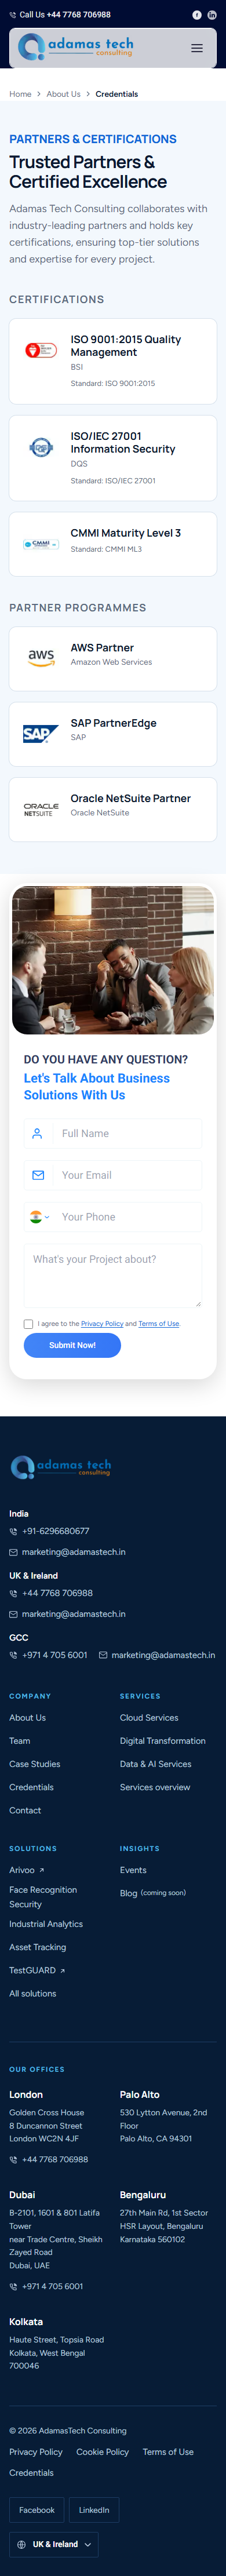 Call Us +44 7768 706988
adamas tech
consulting
Home > About Us > Credentials
PARTNERS & CERTIFICATIONS
Trusted Partners &
Certified Excellence
Adamas Tech Consulting collaborates with
industry-leading partners and holds key
certifications, ensuring top-tier solutions
and expertise for every project.
CERTIFICATIONS
ISO 9001:2015 Quality
Management
BSI
Standard: ISO 9001:2015
ISO/IEC 27001
Information Security
DQS
Standard: ISO/IEC 27001
CMMI
CMMI Maturity Level 3
Standard: CMMI ML3
PARTNER PROGRAMMES
aws
AWS Partner
Amazon Web Services
SAP
SAP PartnerEdge
SAP
ORACLE
NETSUITE
Oracle NetSuite Partner
Oracle NetSuite
DO YOU HAVE ANY QUESTION?
Let's Talk About Business
Solutions With Us
Full Name
Your Email
Your Phone
What's your Project about?
I agree to the Privacy Policy and Terms of Use.
Submit Now!
adamas tech
consulting
India
+91-6296680677
marketing@adamastech.in
UK & Ireland
+44 7768 706988
marketing@adamastech.in
GCC
+971 4 705 6001 marketing@adamastech.in
COMPANY
About Us
Team
Case Studies
Credentials
Contact
SERVICES
Cloud Services
Digital Transformation
Data & AI Services
Services overview
SOLUTIONS
Arivoo
Face Recognition
Security
Industrial Analytics
Asset Tracking
TestGUARD
All solutions
INSIGHTS
Events
Blog (coming soon)
OUR OFFICES
London
Golden Cross House
8 Duncannon Street
London WC2N 4JF
+44 7768 706988
Palo Alto
530 Lytton Avenue, 2nd
Floor
Palo Alto, CA 94301
Dubai
B-2101, 1601 & 801 Latifa
Tower
near Trade Centre, Sheikh
Zayed Road
Dubai, UAE
+971 4 705 6001
Bengaluru
27th Main Rd, 1st Sector
HSR Layout, Bengaluru
Karnataka 560102
Kolkata
Haute Street, Topsia Road
Kolkata, West Bengal
700046
© 2026 AdamasTech Consulting
Privacy Policy Cookie Policy Terms of Use
Credentials
Facebook LinkedIn
UK & Ireland